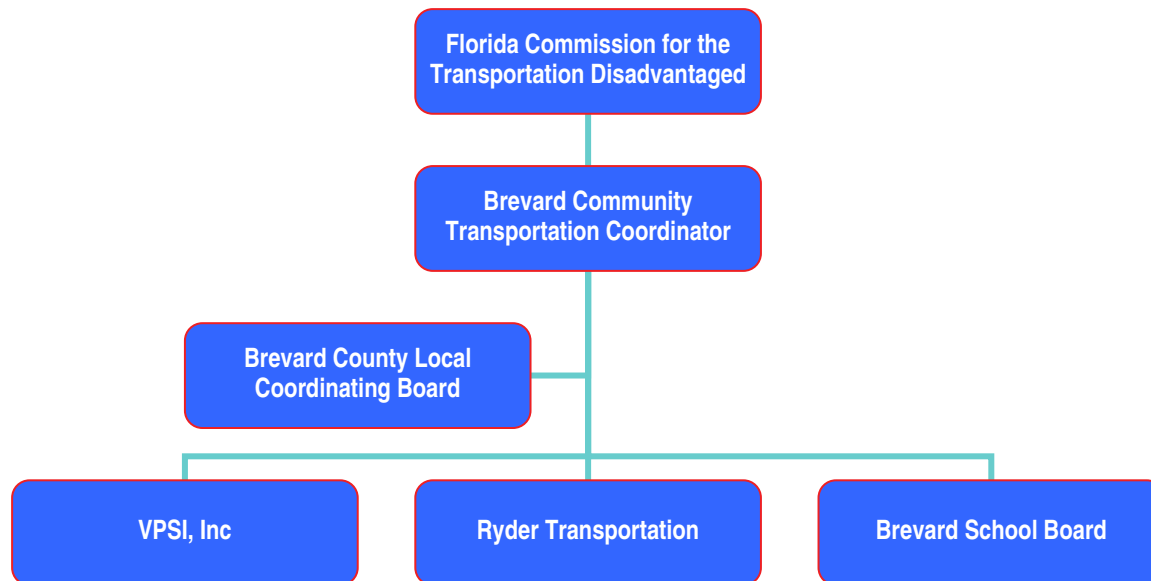 Florida Commission for the
Transportation Disadvantaged
Brevard Community
Transportation Coordinator
Brevard County Local
Coordinating Board
VPSI, Inc
Ryder Transportation
Brevard School Board